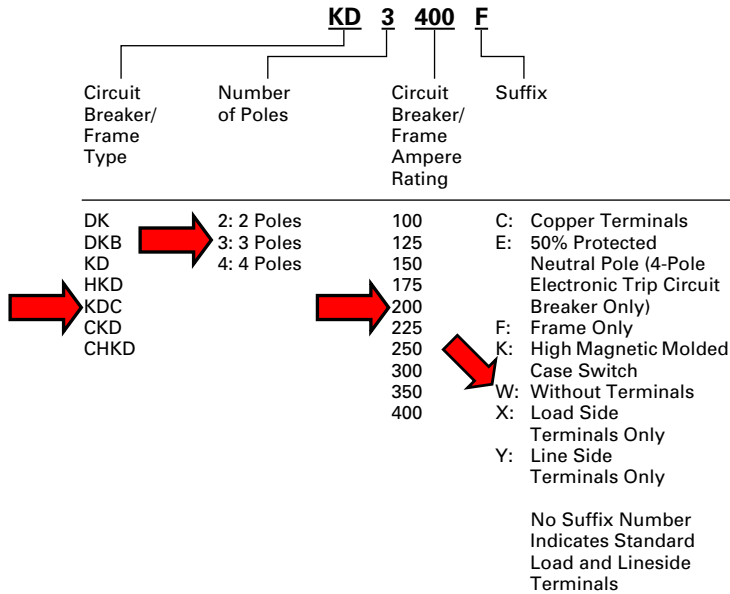 KD 3 400 F
Circuit
Breaker/
Frame
Type
Number
of Poles
Circuit
Breaker/
Frame
Ampere
Rating
Suffix
DK
DKB
KD
HKD
KDC
CKD
CHKD
2: 2 Poles
3: 3 Poles
4: 4 Poles
100
125
150
175
200
225
250
300
350
400
C: Copper Terminals
E: 50% Protected
Neutral Pole (4-Pole
Electronic Trip Circuit
Breaker Only)
F: Frame Only
K: High Magnetic Molded
Case Switch
W: Without Terminals
X: Load Side
Terminals Only
Y: Line Side
Terminals Only
No Suffix Number
Indicates Standard
Load and Lineside
Terminals